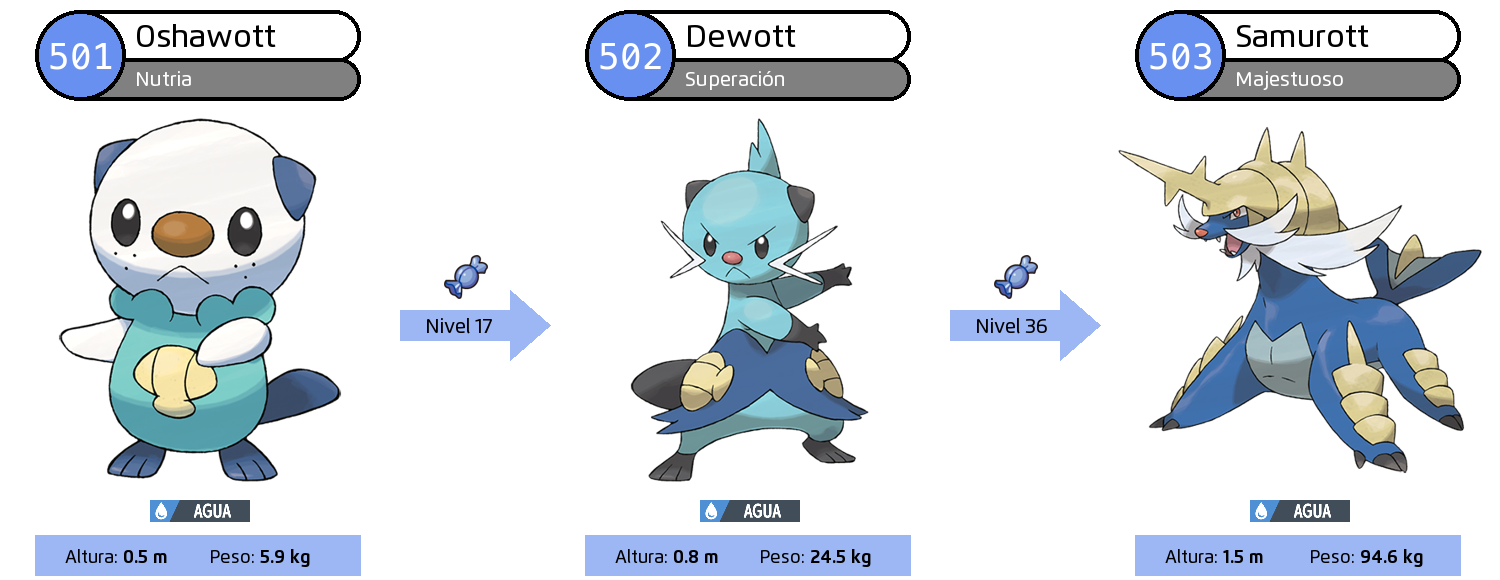 501
Oshawott
Nutria
502
Dewott
Superación
503
Samurott
Majestuoso
Nivel 17
Nivel 36
AGUA
AGUA
AGUA
Altura: 0.5 m Peso: 5.9 kg
Altura: 0.8 m Peso: 24.5 kg
Altura: 1.5 m Peso: 94.6 kg